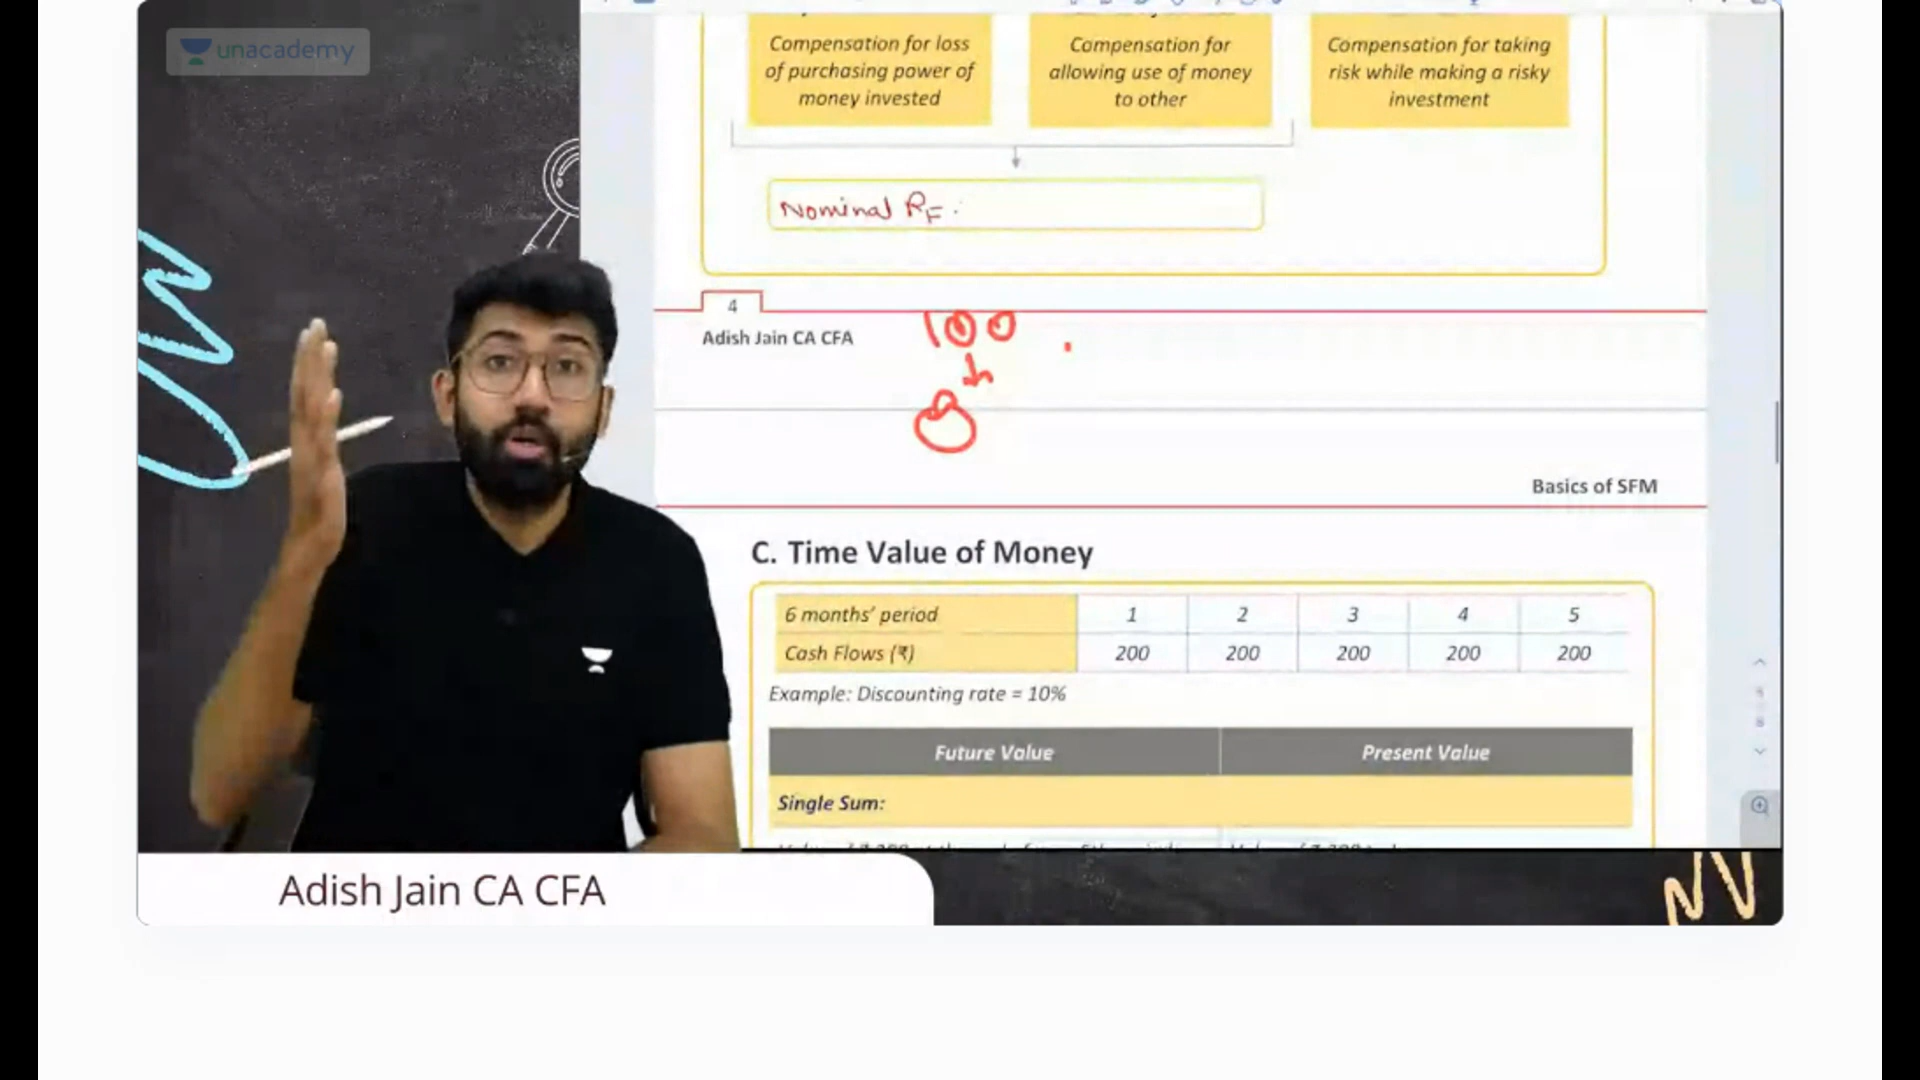 unacademy
Compensation for loss
of purchasing power of
money invested
Compensation for
allowing use of money
to other
Compensation for taking
risk while making a risky
investment
Nominal RF :
4
Adish Jain CA CFA
100
Basics of SFM
C. Time Value of Money
6 months' period 1 2 3 4 5
Cash Flows (₹) 200 200 200 200 200
Example: Discounting rate = 10%
Future Value Present Value
Single Sum:
Adish Jain CA CFA